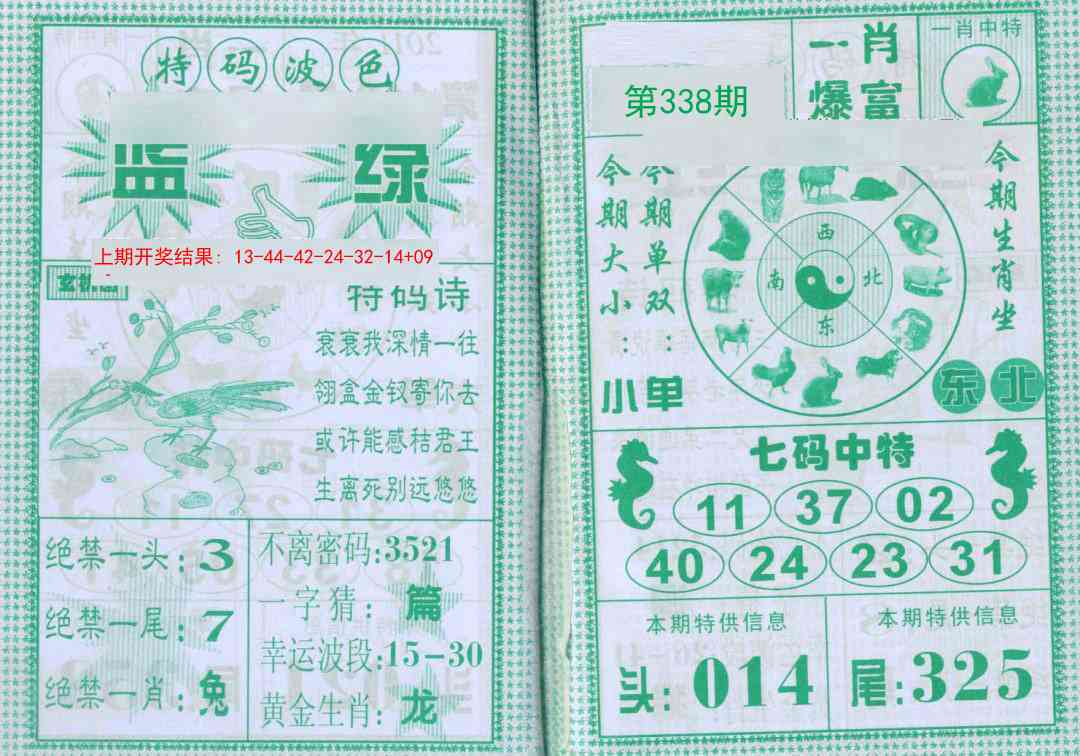 特码波色
蓝 绿
上期开奖结果: 13-44-42-24-32-14+09
特码诗
衰衰我深情一往
翎盒金钗寄你去
或许能感秸君王
生离死别远悠悠
绝禁一头:3
绝禁一尾:7
绝禁一肖:兔
不离密码:3521
一字猜:篇
幸运波段:15-30
黄金生肖:龙
第338期
一肖
爆富
一肖中特
今期大小:小
今期单双:单
西
南 北
东
今期生肖坐
东北
七码中特
11 37 02
40 24 23 31
本期特供信息
头:014
本期特供信息
尾:325